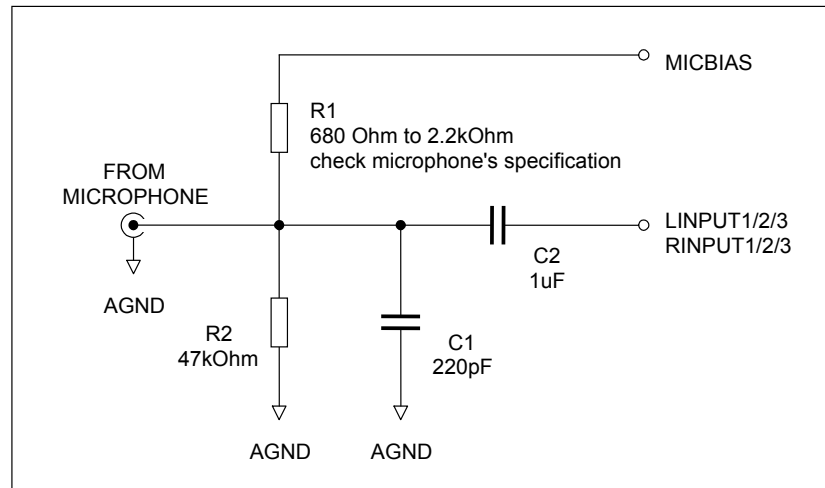 MICBIAS
R1
680 Ohm to 2.2kOhm
check microphone's specification
FROM
MICROPHONE
LINPUT1/2/3
RINPUT1/2/3
C2
1uF
AGND
R2
47kOhm
C1
220pF
AGND
AGND